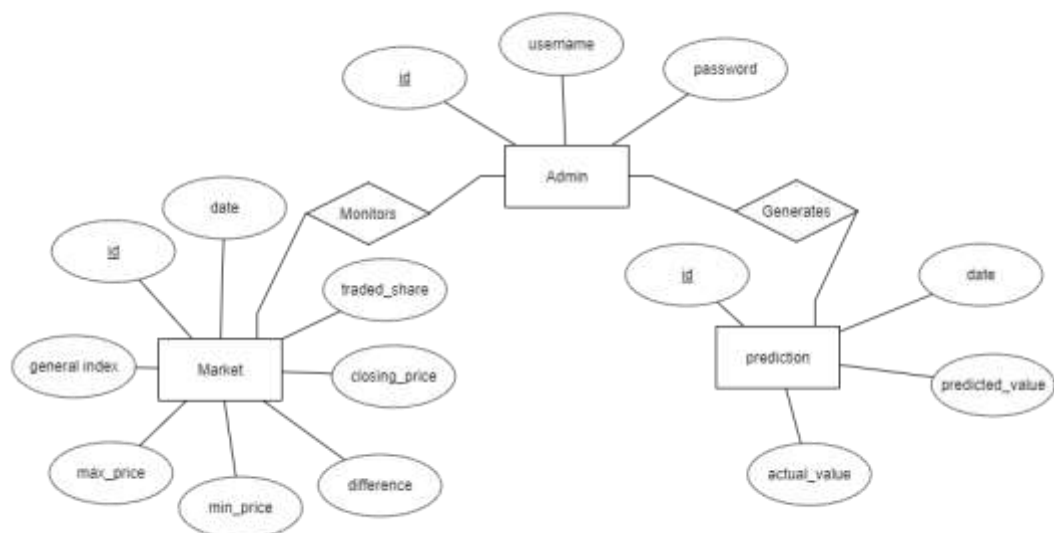 username
password
id
Admin
date
Monitors
Generates
id
id
date
traded_share
general index
Market
closing_price
prediction
predicted_value
max_price
difference
actual_value
min_price